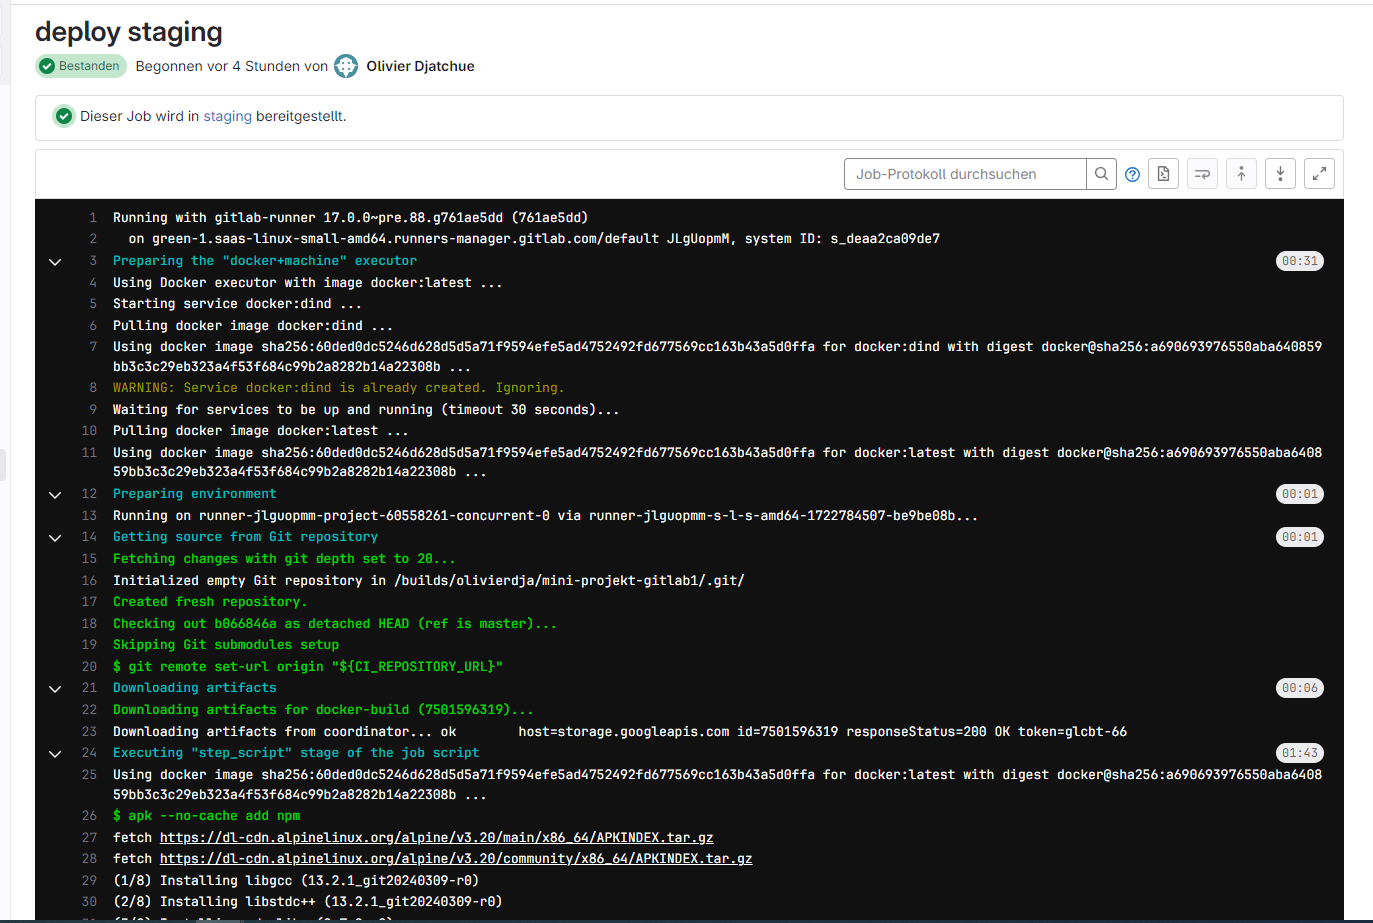 deploy staging
Bestanden Begonnen vor 4 Stunden von Olivier Djatchue
Dieser Job wird in staging bereitgestellt.
Job-Protokoll durchsuchen
1 Running with gitlab-runner 17.0.0~pre.88.g761ae5dd (761ae5dd)
2 on green-1.saas-linux-small-amd64.runners-manager.gitlab.com/default JLgUopmM, system ID: s_deaa2ca09de7
3 Preparing the "docker+machine" executor 00:31
4 Using Docker executor with image docker:latest ...
5 Starting service docker:dind ...
6 Pulling docker image docker:dind ...
7 Using docker image sha256:60ded0dc5246d628d5d5a71f9594efe5ad4752492fd677569cc163b43a5d0ffa for docker:dind with digest docker@sha256:a690693976550aba640859
bb3c3c29eb323a4f53f684c99b2a8282b14a22308b ...
8 WARNING: Service docker:dind is already created. Ignoring.
9 Waiting for services to be up and running (timeout 30 seconds)...
10 Pulling docker image docker:latest ...
11 Using docker image sha256:60ded0dc5246d628d5d5a71f9594efe5ad4752492fd677569cc163b43a5d0ffa for docker:latest with digest docker@sha256:a690693976550aba6408
59bb3c3c29eb323a4f53f684c99b2a8282b14a22308b ...
12 Preparing environment 00:01
13 Running on runner-jlguopmm-project-60558261-concurrent-0 via runner-jlguopmm-s-l-s-amd64-1722784507-be9be08b...
14 Getting source from Git repository 00:01
15 Fetching changes with git depth set to 20...
16 Initialized empty Git repository in /builds/olivierdja/mini-projekt-gitlab1/.git/
17 Created fresh repository.
18 Checking out b066846a as detached HEAD (ref is master)...
19 Skipping Git submodules setup
20 $ git remote set-url origin "${CI_REPOSITORY_URL}"
21 Downloading artifacts 00:06
22 Downloading artifacts for docker-build (7501596319)...
23 Downloading artifacts from coordinator... ok host=storage.googleapis.com id=7501596319 responseStatus=200 OK token=glcbt-66
24 Executing "step_script" stage of the job script 01:43
25 Using docker image sha256:60ded0dc5246d628d5d5a71f9594efe5ad4752492fd677569cc163b43a5d0ffa for docker:latest with digest docker@sha256:a690693976550aba6408
59bb3c3c29eb323a4f53f684c99b2a8282b14a22308b ...
26 $ apk --no-cache add npm
27 fetch https://dl-cdn.alpinelinux.org/alpine/v3.20/main/x86_64/APKINDEX.tar.gz
28 fetch https://dl-cdn.alpinelinux.org/alpine/v3.20/community/x86_64/APKINDEX.tar.gz
29 (1/8) Installing libgcc (13.2.1_git20240309-r0)
30 (2/8) Installing libstdc++ (13.2.1_git20240309-r0)